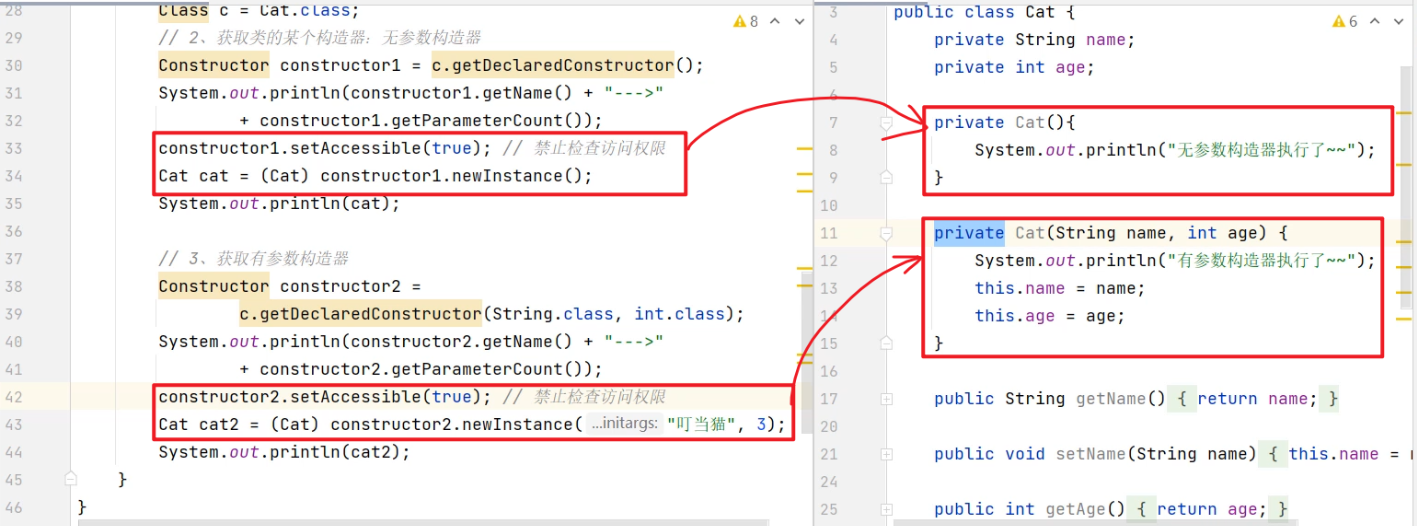 28 Class c = Cat.class;
29 // 2、获取类的某个构造器：无参数构造器
30 Constructor constructor1 = c.getDeclaredConstructor();
31 System.out.println(constructor1.getName() + "--->"
32 + constructor1.getParameterCount());
33 constructor1.setAccessible(true); // 禁止检查访问权限
34 Cat cat = (Cat) constructor1.newInstance();
35 System.out.println(cat);
36
37 // 3、获取有参数构造器
38 Constructor constructor2 =
39 c.getDeclaredConstructor(String.class, int.class);
40 System.out.println(constructor2.getName() + "--->"
41 + constructor2.getParameterCount());
42 constructor2.setAccessible(true); // 禁止检查访问权限
43 Cat cat2 = (Cat) constructor2.newInstance( ...initargs: "叮当猫", 3);
44 System.out.println(cat2);
45 }
46 }
8
3 public class Cat {
4 private String name;
5 private int age;
6
7 private Cat(){
8 System.out.println("无参数构造器执行了~~");
9 }
10
11 private Cat(String name, int age) {
12 System.out.println("有参数构造器执行了~~");
13 this.name = name;
14 this.age = age;
15 }
16
17 public String getName() { return name; }
20
21 public void setName(String name) { this.name =
24
25 public int getAge() { return age; }
6